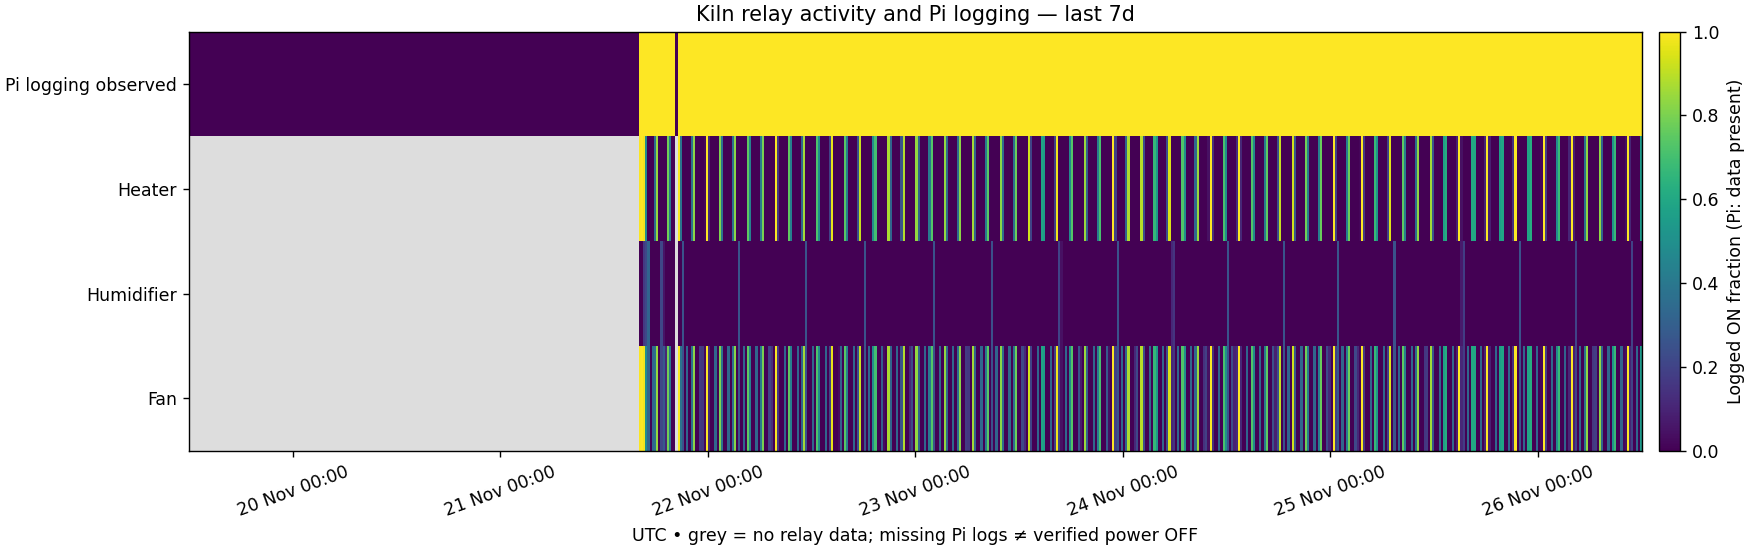 Kiln relay activity and Pi logging — last 7d
Pi logging observed
Heater
Humidifier
Fan
20 Nov 00:00
21 Nov 00:00
22 Nov 00:00
23 Nov 00:00
24 Nov 00:00
25 Nov 00:00
26 Nov 00:00
UTC • grey = no relay data; missing Pi logs ≠ verified power OFF
1.0
0.8
0.6
0.4
0.2
0.0
Logged ON fraction (Pi: data present)